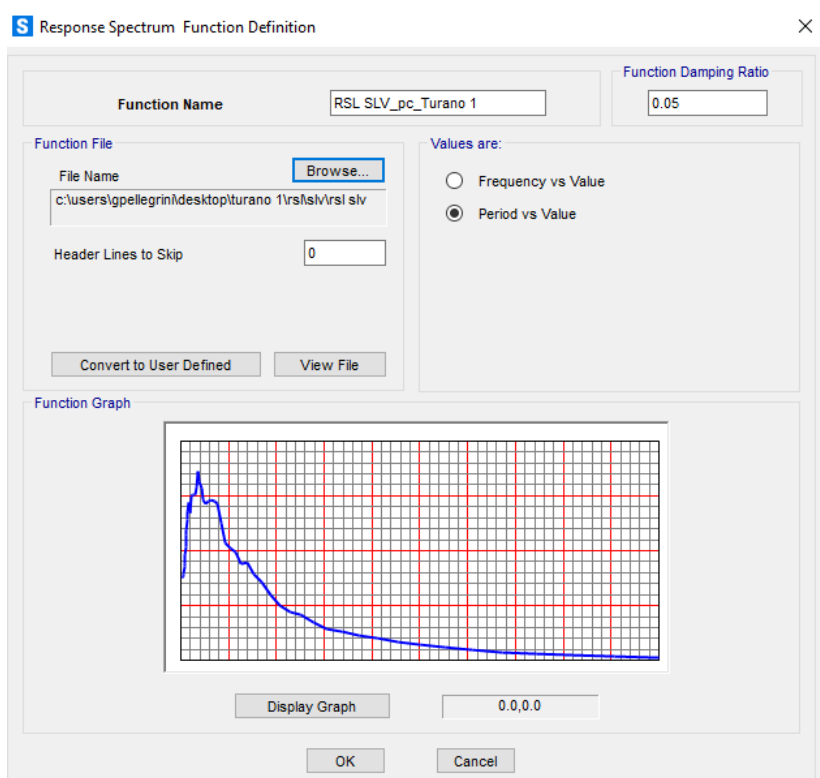 S Response Spectrum Function Definition
Function Damping Ratio
Function Name
RSL SLV_pc_Turano 1
0.05
Function File
Values are:
File Name
Browse...
c:\users\gpellegrini\desktop\turano 1\rsl\slv\rsl slv
Frequency vs Value
Period vs Value
Header Lines to Skip
0
Convert to User Defined
View File
Function Graph
Display Graph
0.0,0.0
OK
Cancel